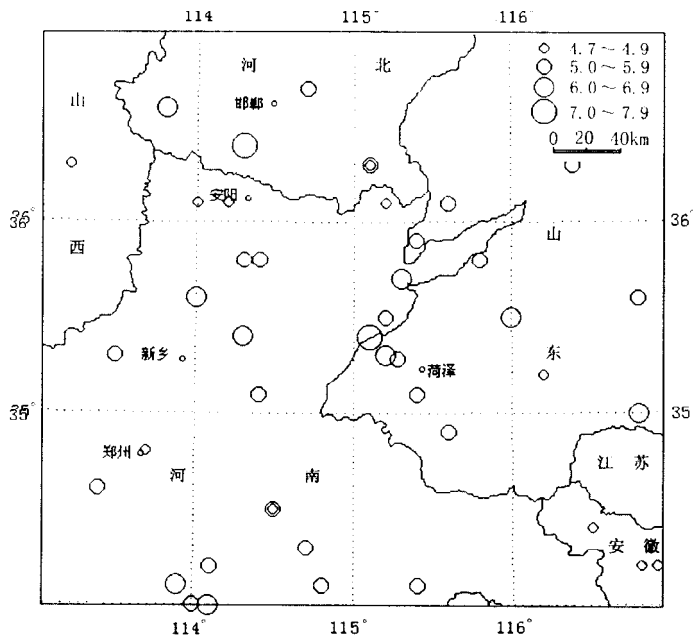 114 115 116
河 北
山
邯郸
4.7～4.9
5.0～5.9
6.0～6.9
7.0～7.9
0 20 40km
安阳
36° 36°
西 山
新乡 菏泽 东
35° 35°
郑州
河 南 江 苏
安 徽
114° 115° 116°